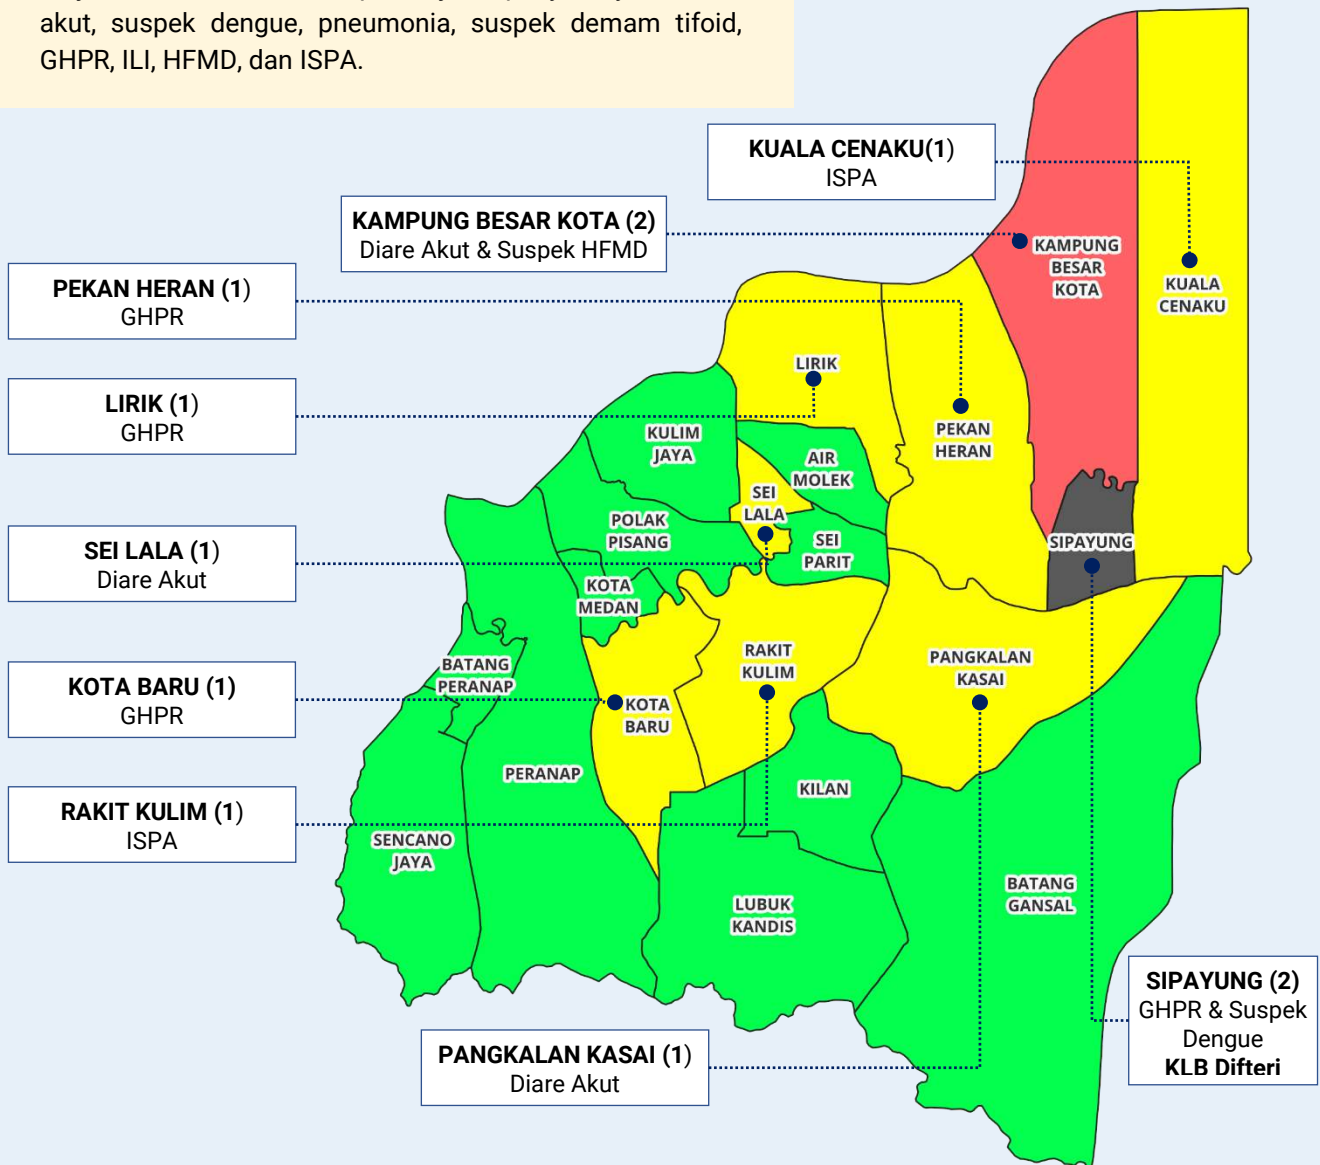 akut, suspek dengue, pneumonia, suspek demam tifoid,
GHPR, ILI, HFMD, dan ISPA.
KUALA CENAKU(1)
ISPA
KAMPUNG BESAR KOTA (2)
Diare Akut & Suspek HFMD
PEKAN HERAN (1)
GHPR
LIRIK (1)
GHPR
SEI LALA (1)
Diare Akut
KOTA BARU (1)
GHPR
RAKIT KULIM (1)
ISPA
PANGKALAN KASAI (1)
Diare Akut
SIPAYUNG (2)
GHPR & Suspek
Dengue
KLB Difteri
KAMPUNG
BESAR
KOTA
KUALA
CENAKU
LIRIK
PEKAN
HERAN
KULIM
JAYA
AIR
MOLEK
SEI
LALA
POLAK
PISANG
SEI
PARIT
SIPAYUNG
KOTA
MEDAN
BATANG
PERANAP
RAKIT
KULIM
PANGKALAN
KASAI
KOTA
BARU
PERANAP
KILAN
SENCANO
JAYA
LUBUK
KANDIS
BATANG
GANSAL